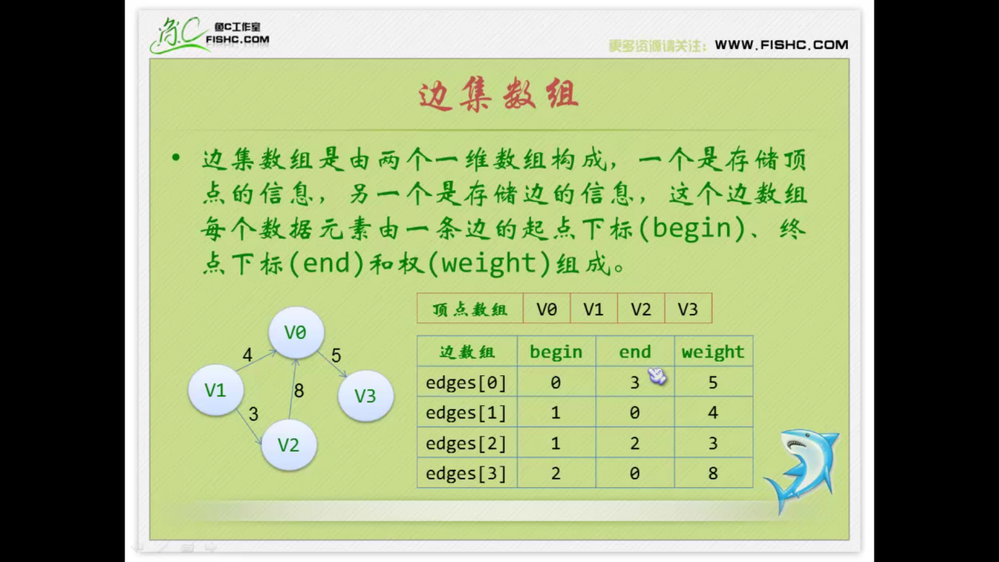 鱼C工作室
FISHC.COM
更多资源请关注：WWW.FISHC.COM
边集数组
• 边集数组是由两个一维数组构成，一个是存储顶
点的信息，另一个是存储边的信息，这个边数组
每个数据元素由一条边的起点下标(begin)、终
点下标(end)和权(weight)组成。
顶点数组 V0 V1 V2 V3
边数组 begin end weight
edges[0] 0 3 5
edges[1] 1 0 4
edges[2] 1 2 3
edges[3] 2 0 8
V0
4 5
V1 8 V3
3
V2